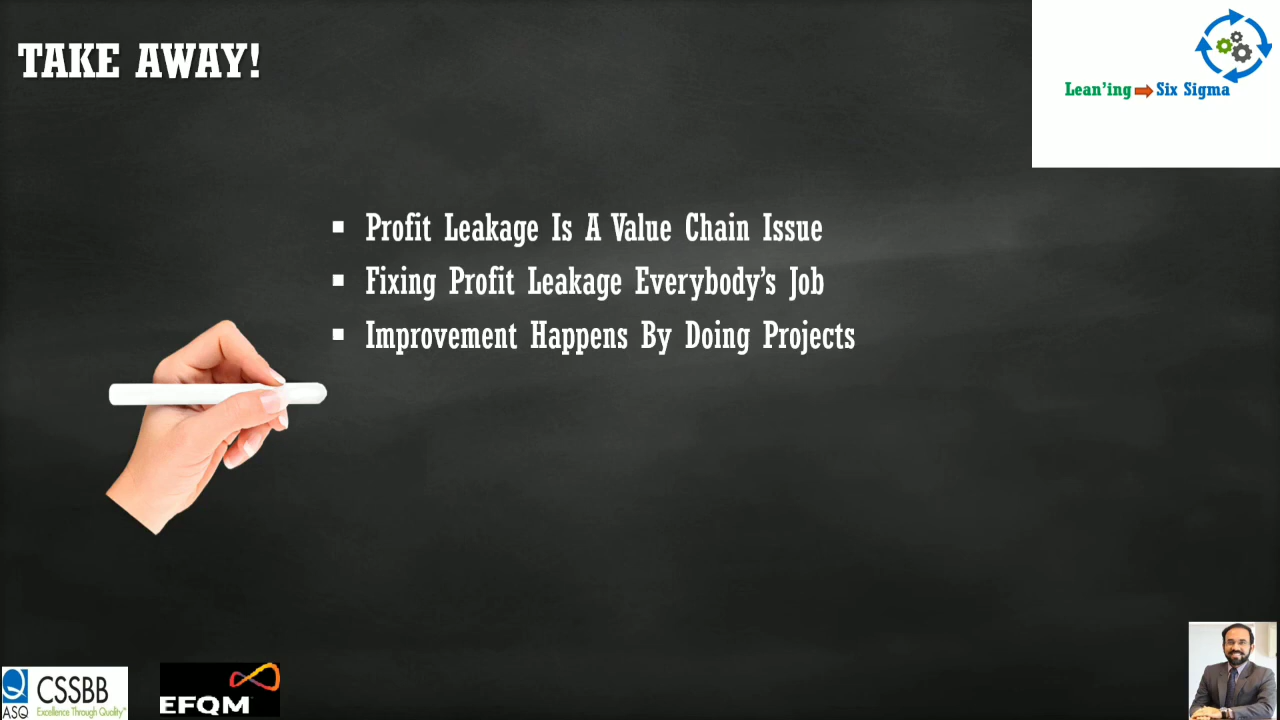 TAKE AWAY!
Lean'ing Six Sigma
Profit Leakage Is A Value Chain Issue
Fixing Profit Leakage Everybody's Job
Improvement Happens By Doing Projects
ASQ CSSBB
Excellence Through Quality™
EFQM